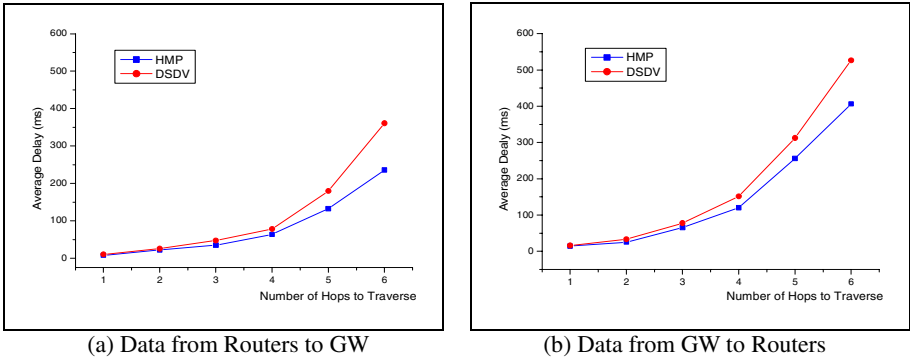 600
500
400
300
200
100
0
Average Delay (ms)
HMP
DSDV
1 2 3 4 5 6
Number of Hops to Traverse
(a) Data from Routers to GW
600
500
400
300
200
100
0
Average Dealy (ms)
HMP
DSDV
1 2 3 4 5 6
Number of Hops to Traverse
(b) Data from GW to Routers